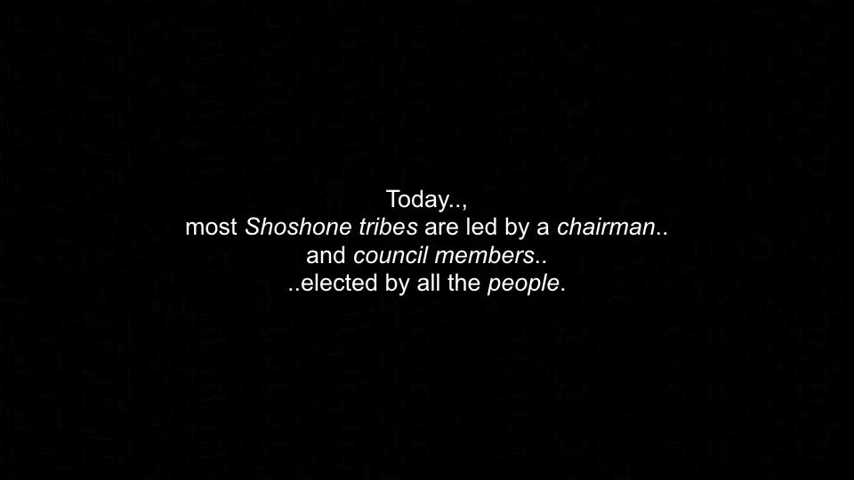 Today..,
most Shoshone tribes are led by a chairman..
and council members..
..elected by all the people.